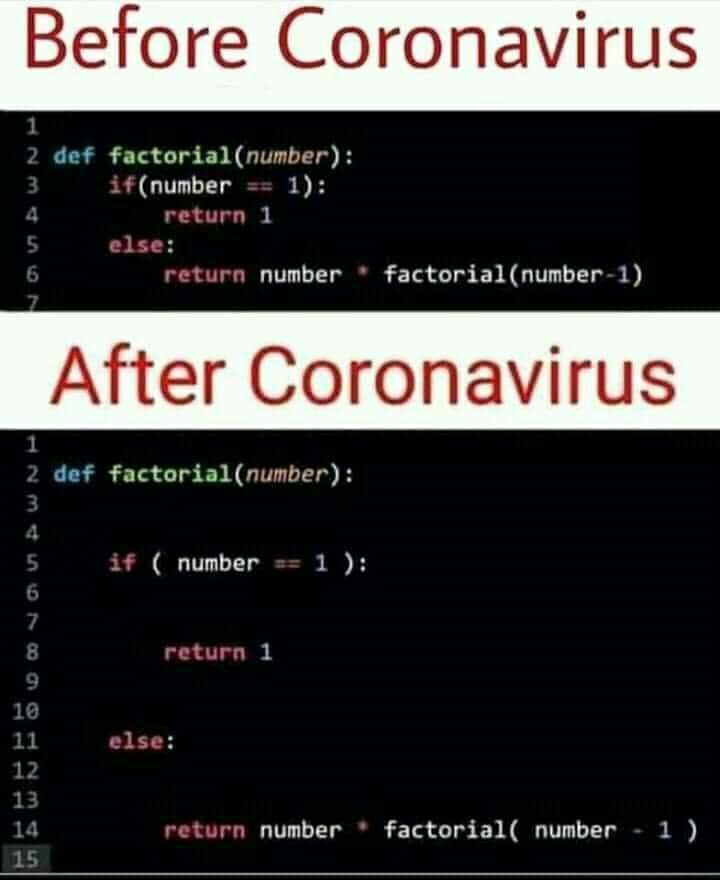 Before Coronavirus
1
2 def factorial(number):
3     if(number == 1):
4         return 1
5     else:
6         return number * factorial(number-1)
7
After Coronavirus
1
2 def factorial(number):
3
4
5     if ( number == 1 ):
6
7
8         return 1
9
10
11     else:
12
13
14         return number * factorial( number - 1 )
15